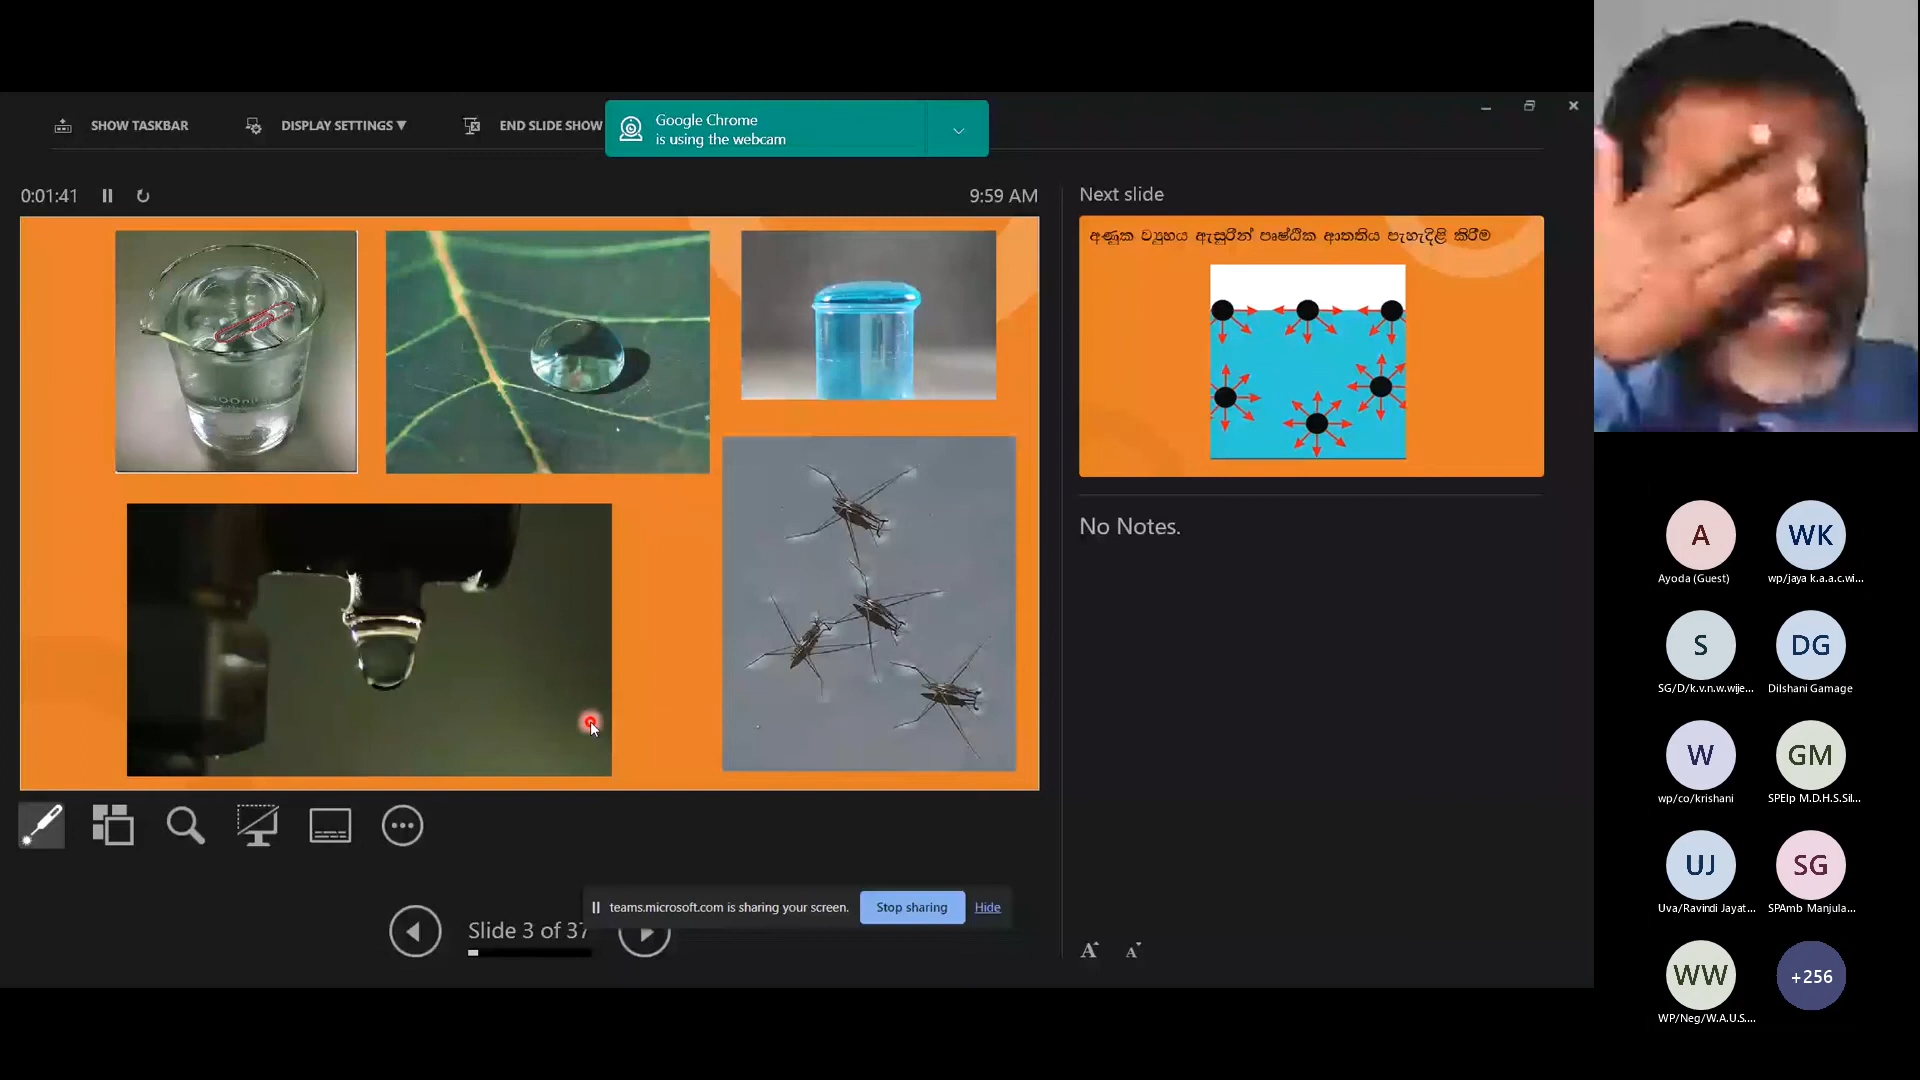 SHOW TASKBAR
DISPLAY SETTINGS ▼
END SLIDE SHOW
Google Chrome
is using the webcam
0:01:41
9:59 AM
Next slide
අණුක ව්‍යුහය ඇසුරින් පෘෂ්ඨික ආතතිය පැහැදිළි කිරීම
No Notes.
teams.microsoft.com is sharing your screen.
Stop sharing
Hide
Slide 3 of 37
A
A
A
WK
Ayoda (Guest)
wp/jaya k.a.a.c.wi...
S
DG
SG/D/k.v.n.w.wije...
Dilshani Gamage
W
GM
wp/co/krishani
SPElp M.D.H.S.Sil...
UJ
SG
Uva/Ravindi Jayat...
SPAmb Manjula...
WW
+256
WP/Neg/W.A.U.S....